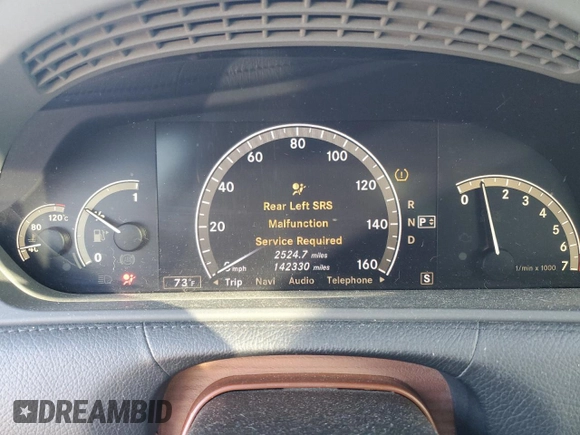 60 80 100
40 120
20 140
0 mph 160
Rear Left SRS
Malfunction
Service Required
2524.7 miles
142330 miles
Trip Navi Audio Telephone
73°F
120°C
80
40
1
0
R
N P
D
S
0 1 2 3 4 5 6 7
1/min x 1000
DREAMBID